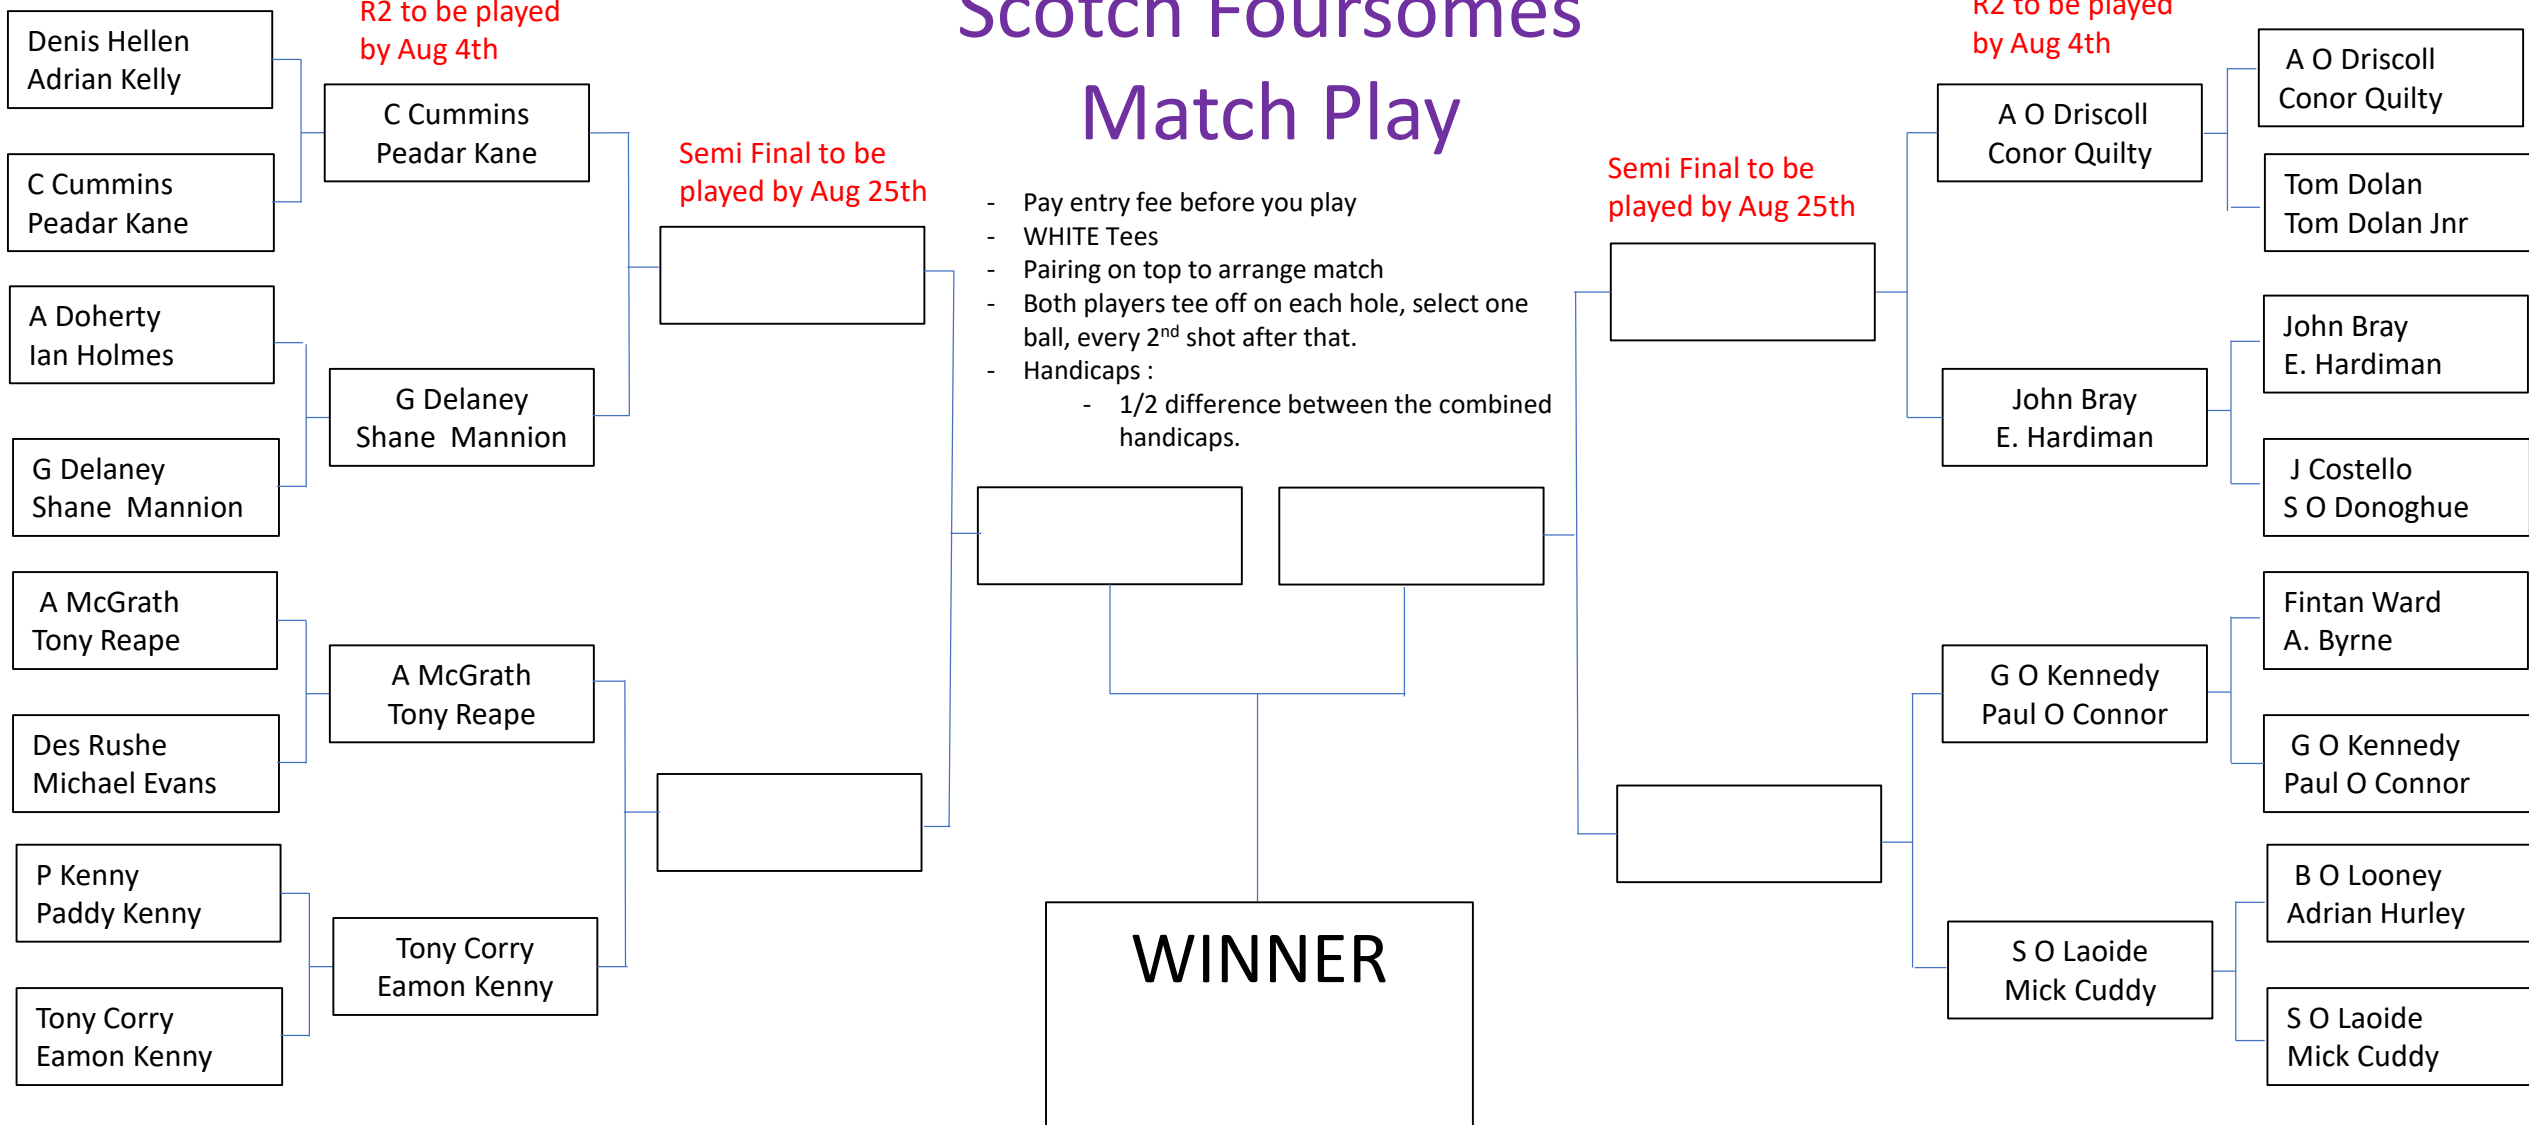 R2 to be played
by Aug 4th
Scotch Foursomes
Match Play
R2 to be played
by Aug 4th
Denis Hellen
Adrian Kelly
C Cummins
Peadar Kane
A Doherty
Ian Holmes
G Delaney
Shane  Mannion
A McGrath
Tony Reape
Des Rushe
Michael Evans
P Kenny
Paddy Kenny
Tony Corry
Eamon Kenny
C Cummins
Peadar Kane
G Delaney
Shane  Mannion
A McGrath
Tony Reape
Tony Corry
Eamon Kenny
Semi Final to be
played by Aug 25th
- Pay entry fee before you play
- WHITE Tees
- Pairing on top to arrange match
- Both players tee off on each hole, select one
ball, every 2nd shot after that.
- Handicaps :
- 1/2 difference between the combined
handicaps.
WINNER
Semi Final to be
played by Aug 25th
A O Driscoll
Conor Quilty
John Bray
E. Hardiman
G O Kennedy
Paul O Connor
S O Laoide
Mick Cuddy
A O Driscoll
Conor Quilty
Tom Dolan
Tom Dolan Jnr
John Bray
E. Hardiman
J Costello
S O Donoghue
Fintan Ward
A. Byrne
G O Kennedy
Paul O Connor
B O Looney
Adrian Hurley
S O Laoide
Mick Cuddy